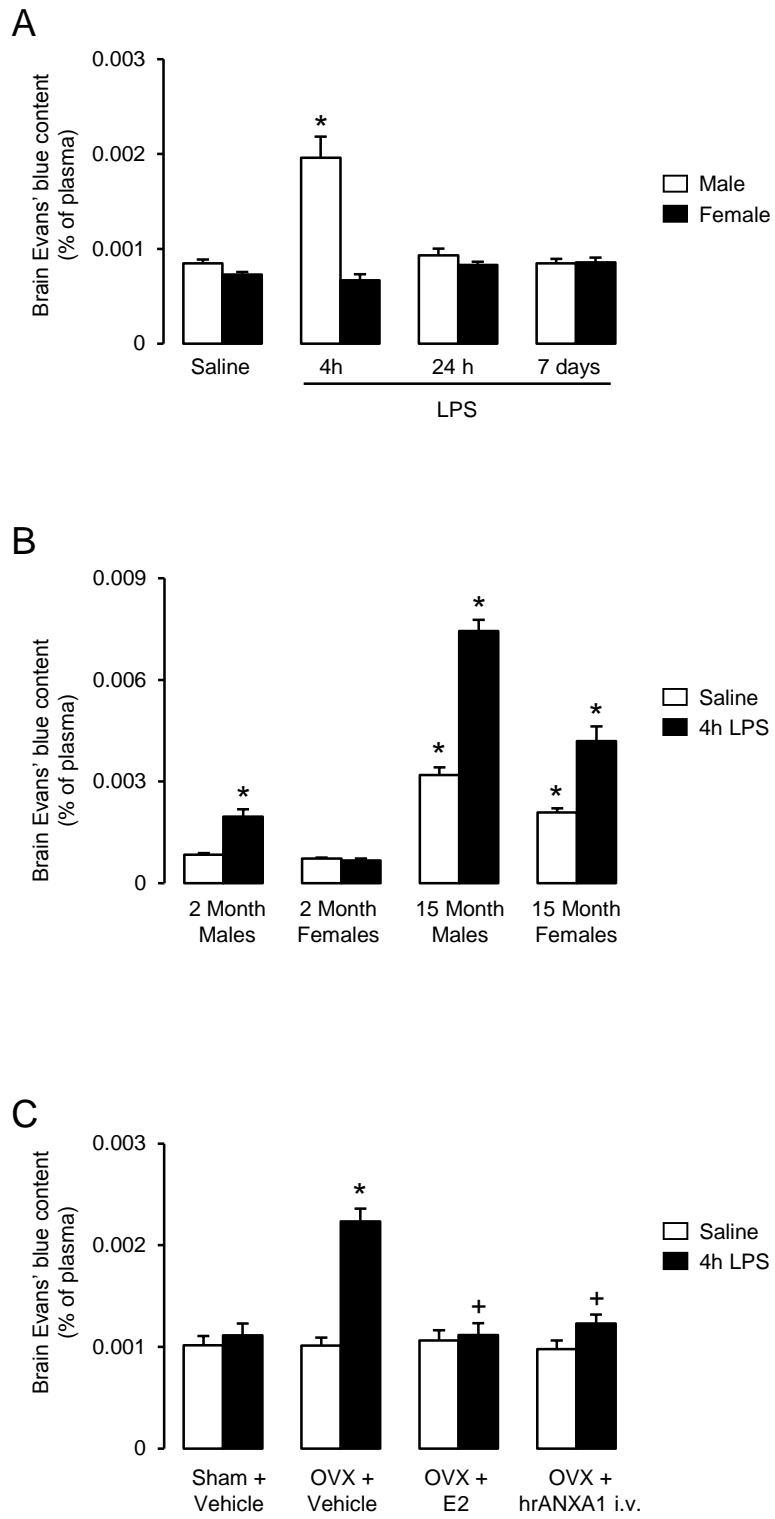 A
Brain Evans’ blue content
(% of plasma)
0.003
0.002
0.001
0
*
Male
Female
Saline
4h
24 h
7 days
LPS
B
Brain Evans’ blue content
(% of plasma)
0.009
0.006
0.003
0
*
*
*
*
*
Saline
4h LPS
2 Month
Males
2 Month
Females
15 Month
Males
15 Month
Females
C
Brain Evans’ blue content
(% of plasma)
0.003
0.002
0.001
0
*
+
+
Saline
4h LPS
Sham +
Vehicle
OVX +
Vehicle
OVX +
E2
OVX +
hrANXA1 i.v.